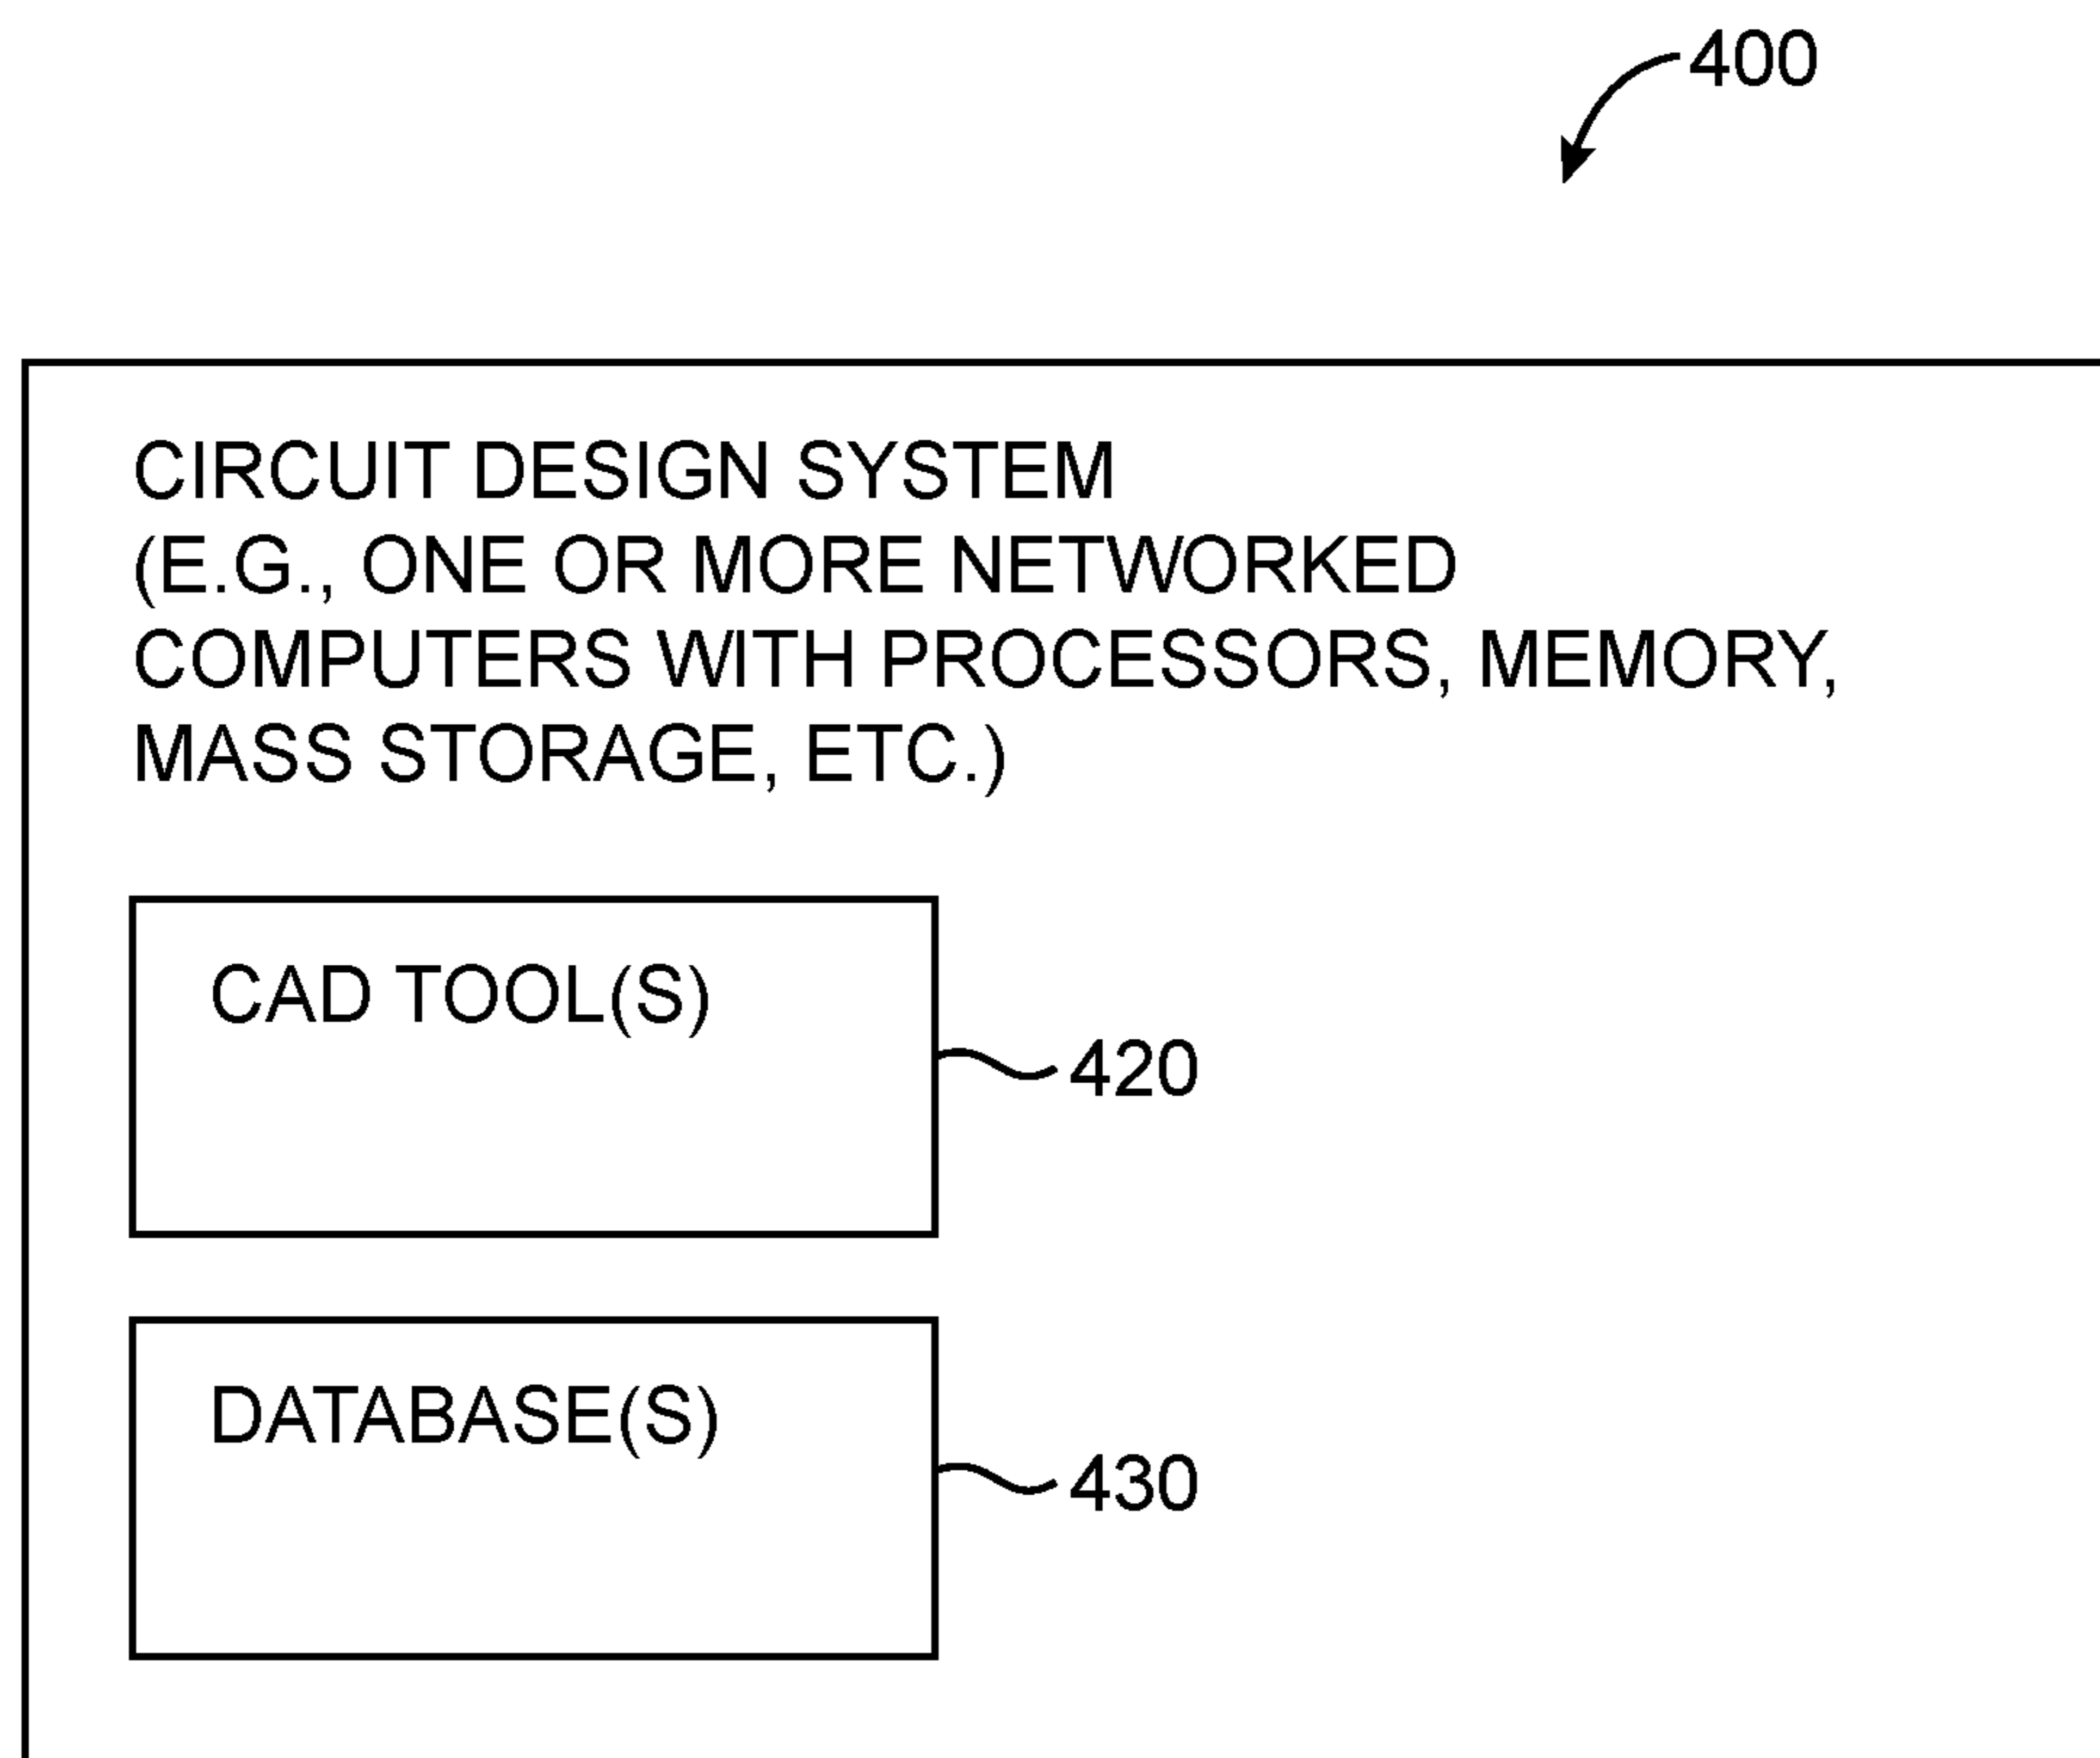 400
CIRCUIT DESIGN SYSTEM
(E.G., ONE OR MORE NETWORKED
COMPUTERS WITH PROCESSORS, MEMORY,
MASS STORAGE, ETC.)
CAD TOOL(S)
420
DATABASE(S)
430